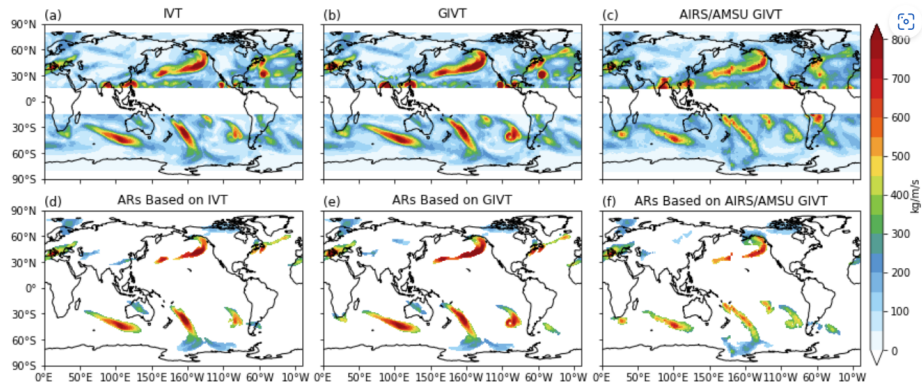 (a) IVT
(b) GIVT
(c) AIRS/AMSU GIVT
90°N
60°N
30°N
0°
30°S
60°S
90°S
800
700
600
500
400
300
200
100
0
kg/m/s
(d) ARs Based on IVT
(e) ARs Based on GIVT
(f) ARs Based on AIRS/AMSU GIVT
90°N
60°N
30°N
0°
30°S
60°S
90°S
0°E 50°E 100°E 150°E 160°W 110°W 60°W 10°W
0°E 50°E 100°E 150°E 160°W 110°W 60°W 10°W
0°E 50°E 100°E 150°E 160°W 110°W 60°W 10°W